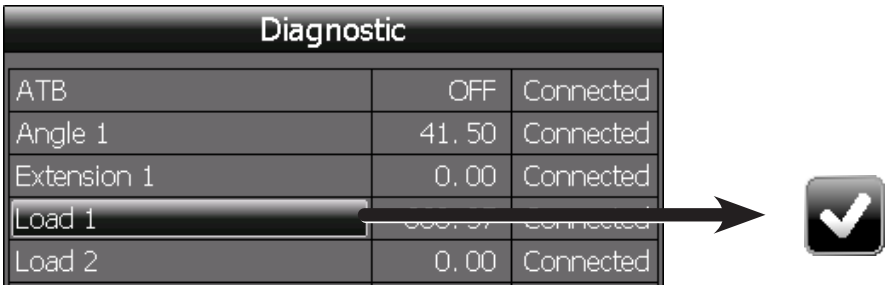 Diagnostic
ATB OFF Connected
Angle 1 41.50 Connected
Extension 1 0.00 Connected
Load 1
Load 2 0.00 Connected